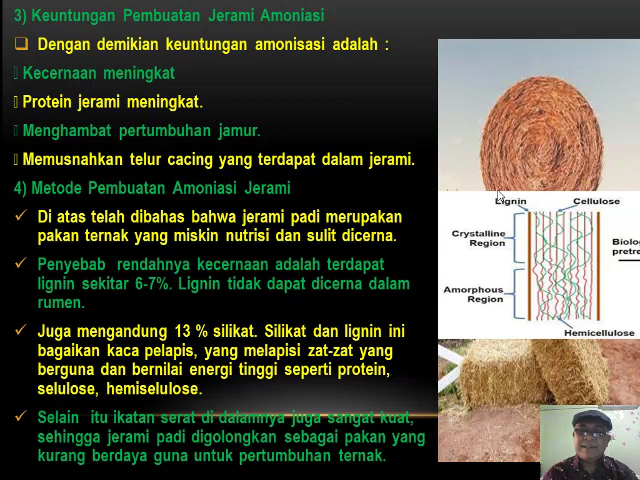 3) Keuntungan Pembuatan Jerami Amoniasi
Dengan demikian keuntungan amonisasi adalah :
Kecernaan meningkat
Protein jerami meningkat.
Menghambat pertumbuhan jamur.
Memusnahkan telur cacing yang terdapat dalam jerami.
4) Metode Pembuatan Amoniasi Jerami
Di atas telah dibahas bahwa jerami padi merupakan
pakan ternak yang miskin nutrisi dan sulit dicerna.
Penyebab rendahnya kecernaan adalah terdapat
lignin sekitar 6-7%. Lignin tidak dapat dicerna dalam
rumen.
Juga mengandung 13 % silikat. Silikat dan lignin ini
bagaikan kaca pelapis, yang melapisi zat-zat yang
berguna dan bernilai energi tinggi seperti protein,
selulose, hemiselulose.
Selain itu ikatan serat di dalamnya juga sangat kuat,
sehingga jerami padi digolongkan sebagai pakan yang
kurang berdaya guna untuk pertumbuhan ternak.
Lignin
Cellulose
Crystalline
Region
Biolog
pretre
Amorphous
Region
Hemicellulose